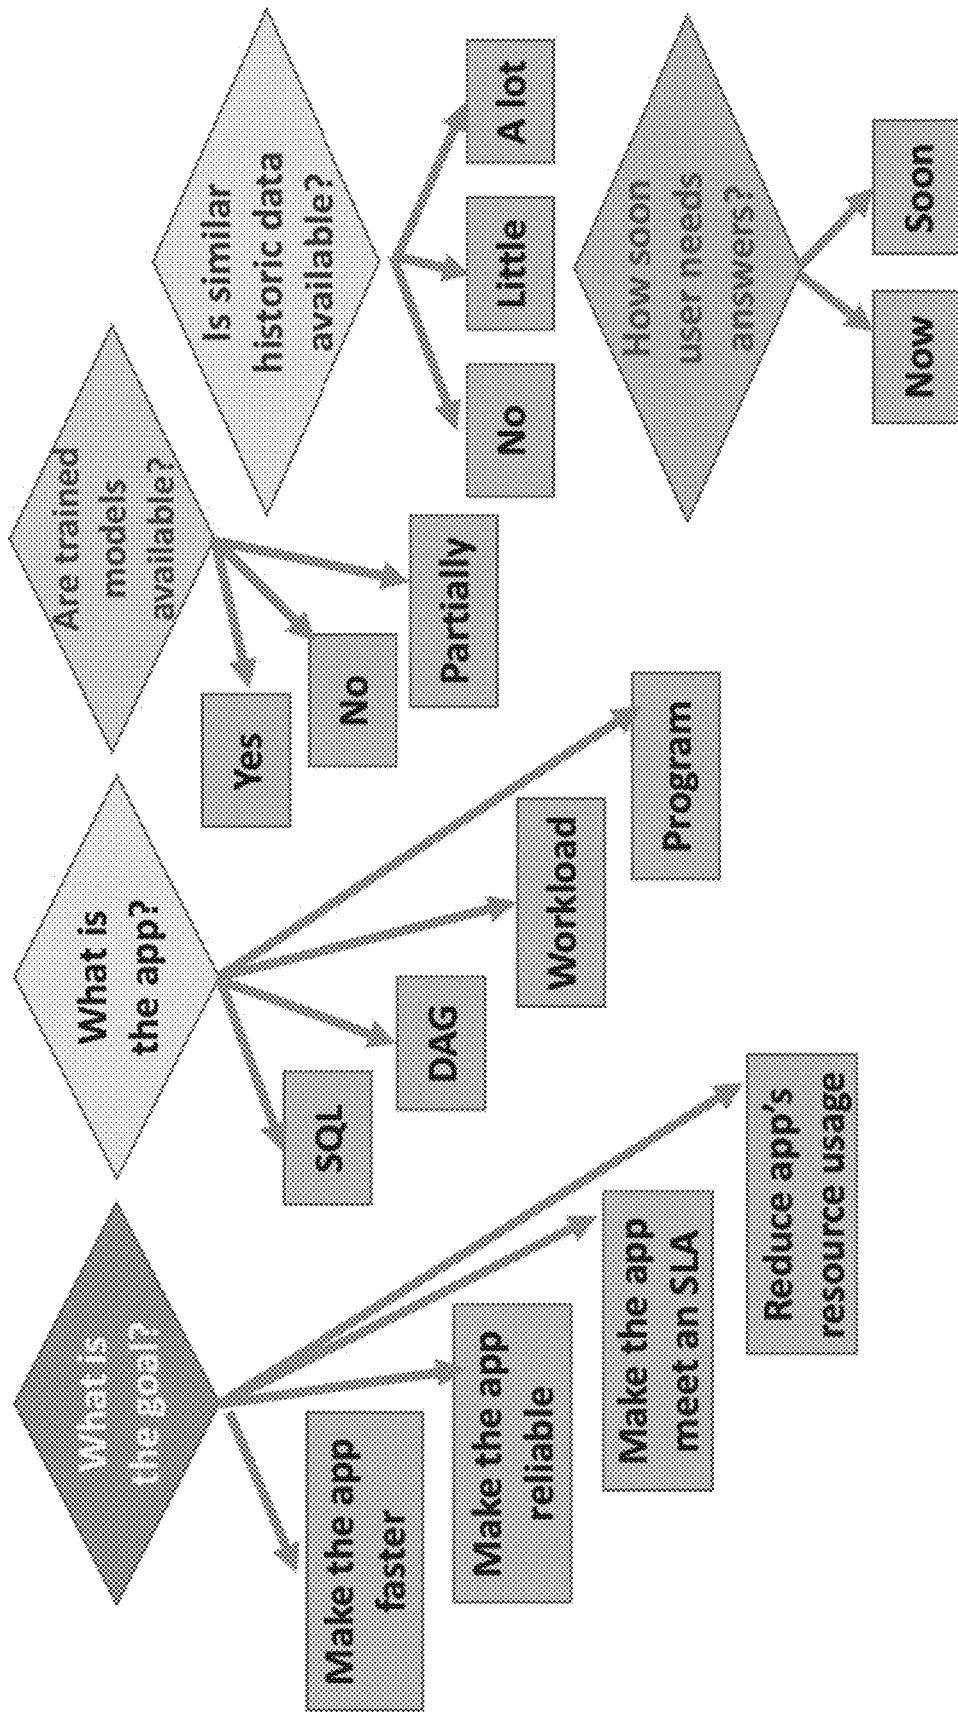 What is
the goal?
Make the app
faster
Make the app
reliable
Make the app
meet an SLA
Reduce app's
resource usage
What is
the app?
SQL
DAG
Workload
Program
Are trained
models
available?
Yes
No
Partially
Is similar
historic data
available?
No
Little
A lot
How soon
user needs
answers?
Now
Soon